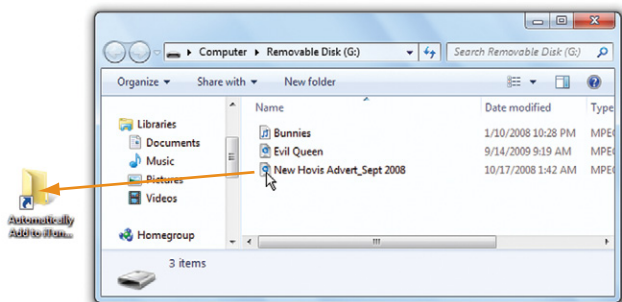 Computer ▸ Removable Disk (G:)
Search Removable Disk (G:)
Organize
Share with
New folder
Name
Date modified
Type
Libraries
Documents
Music
Pictures
Videos
Homegroup
Bunnies 1/10/2008 10:28 PM MPE
Evil Queen 9/14/2009 9:19 AM MPE
New Hovis Advert_Sept 2008 10/17/2008 1:42 AM MPE
3 items
Automatically
Add to iTun...